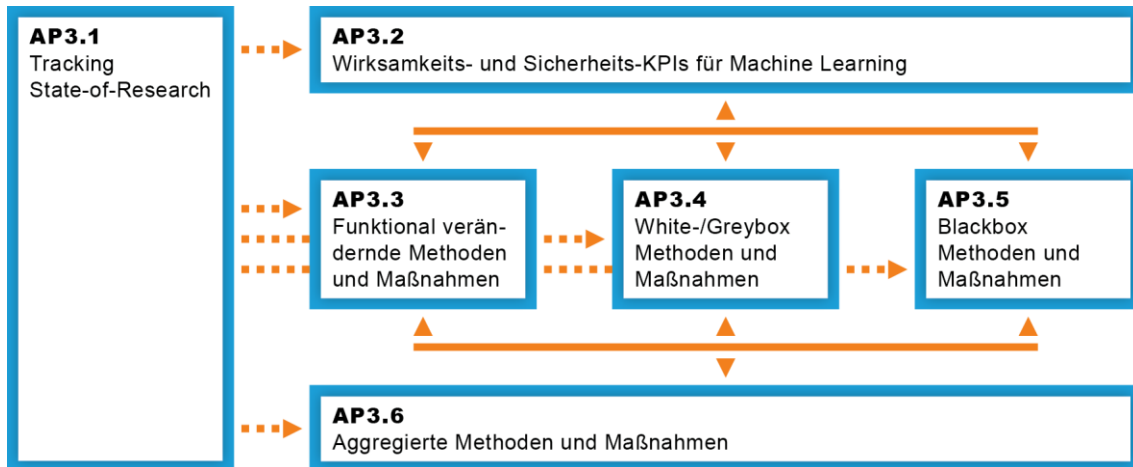 AP3.1
Tracking
State-of-Research
AP3.2
Wirksamkeits- und Sicherheits-KPIs für Machine Learning
AP3.3
Funktional verän-
dernde Methoden
und Maßnahmen
AP3.4
White-/Greybox
Methoden und
Maßnahmen
AP3.5
Blackbox
Methoden und
Maßnahmen
AP3.6
Aggregierte Methoden und Maßnahmen